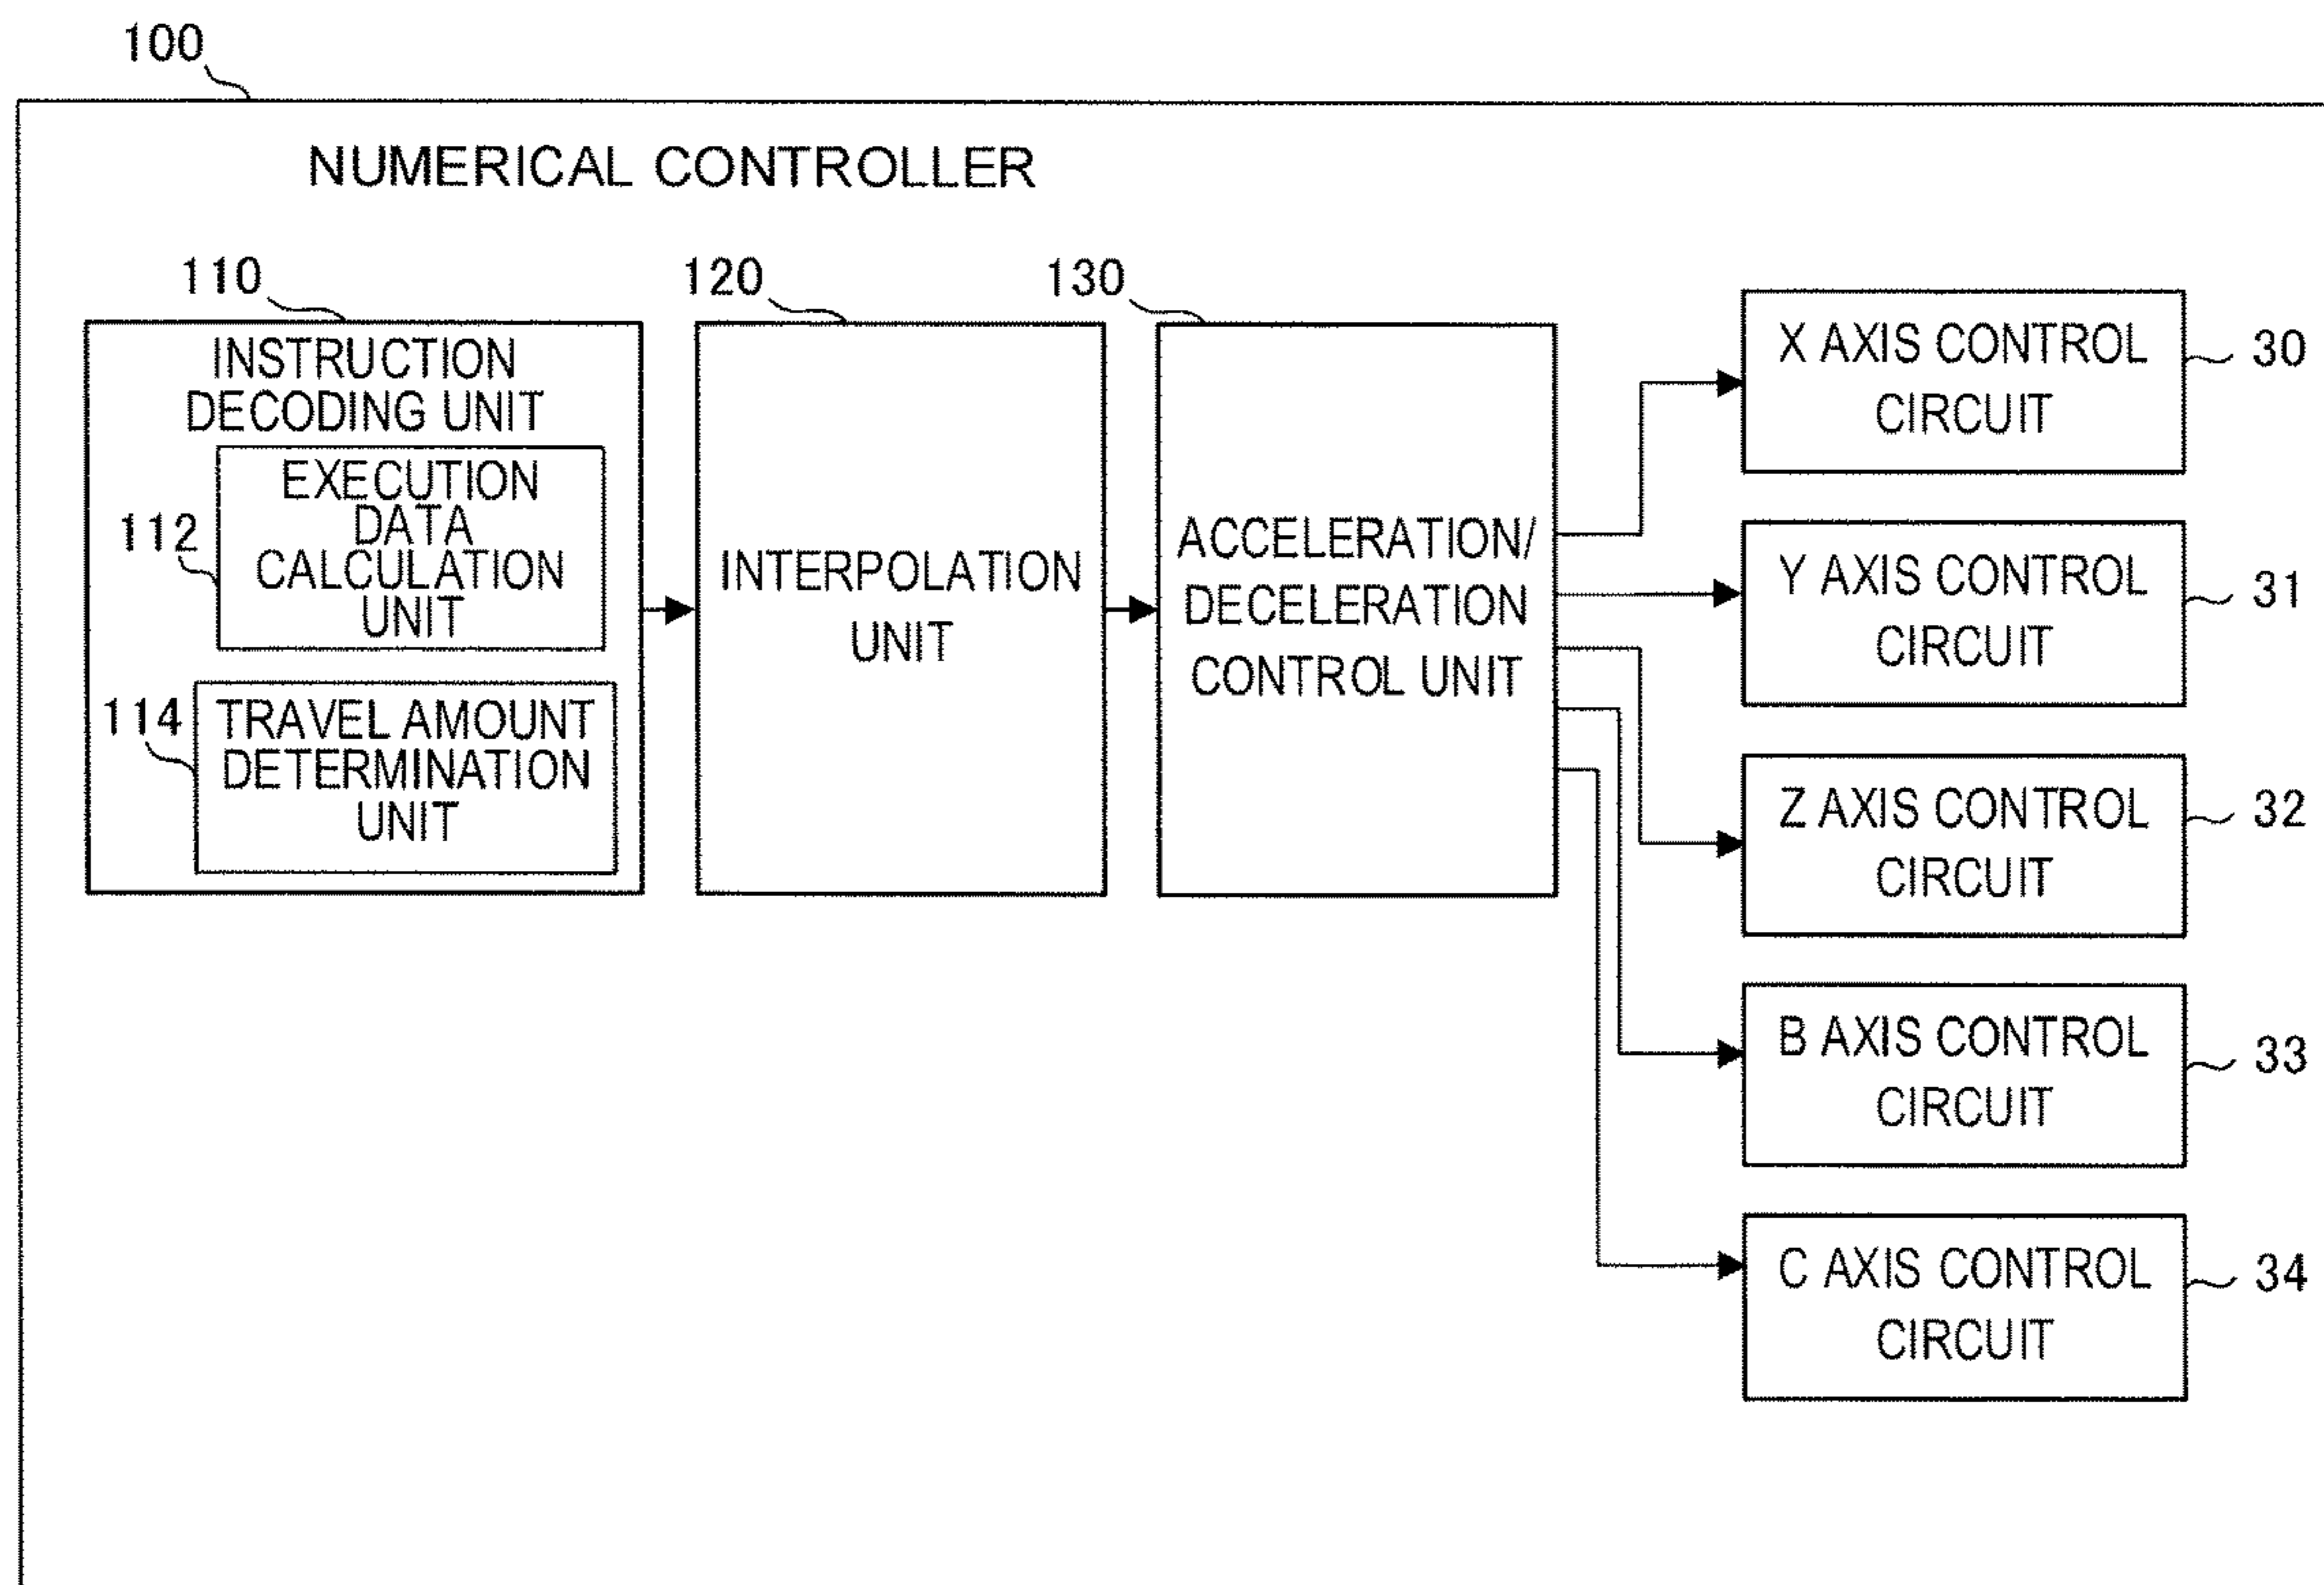 100
NUMERICAL CONTROLLER
110
INSTRUCTION
DECODING UNIT
112
EXECUTION
DATA
CALCULATION
UNIT
114
TRAVEL AMOUNT
DETERMINATION
UNIT
120
INTERPOLATION
UNIT
130
ACCELERATION/
DECELERATION
CONTROL UNIT
X AXIS CONTROL
CIRCUIT
30
Y AXIS CONTROL
CIRCUIT
31
Z AXIS CONTROL
CIRCUIT
32
B AXIS CONTROL
CIRCUIT
33
C AXIS CONTROL
CIRCUIT
34